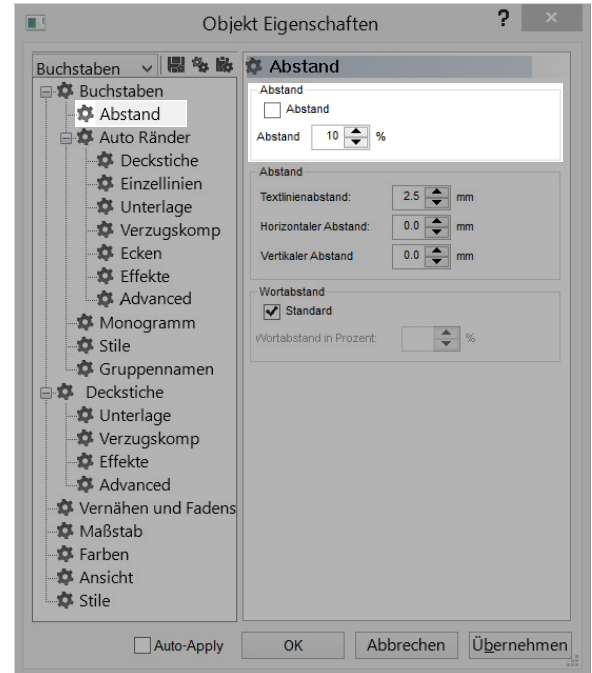 Objekt Eigenschaften
?
Buchstaben
Buchstaben
Abstand
Auto Ränder
Deckstiche
Einzellinien
Unterlage
Verzugskomp
Ecken
Effekte
Advanced
Monogramm
Stile
Gruppennamen
Deckstiche
Unterlage
Verzugskomp
Effekte
Advanced
Vernähen und Fadens
Maßstab
Farben
Ansicht
Stile
Abstand
Abstand
Abstand
Abstand 10 %
Abstand
Textlinienabstand: 2.5 mm
Horizontaler Abstand: 0.0 mm
Vertikaler Abstand 0.0 mm
Wortabstand
Standard
Wortabstand in Prozent: %
Auto-Apply OK Abbrechen Übernehmen